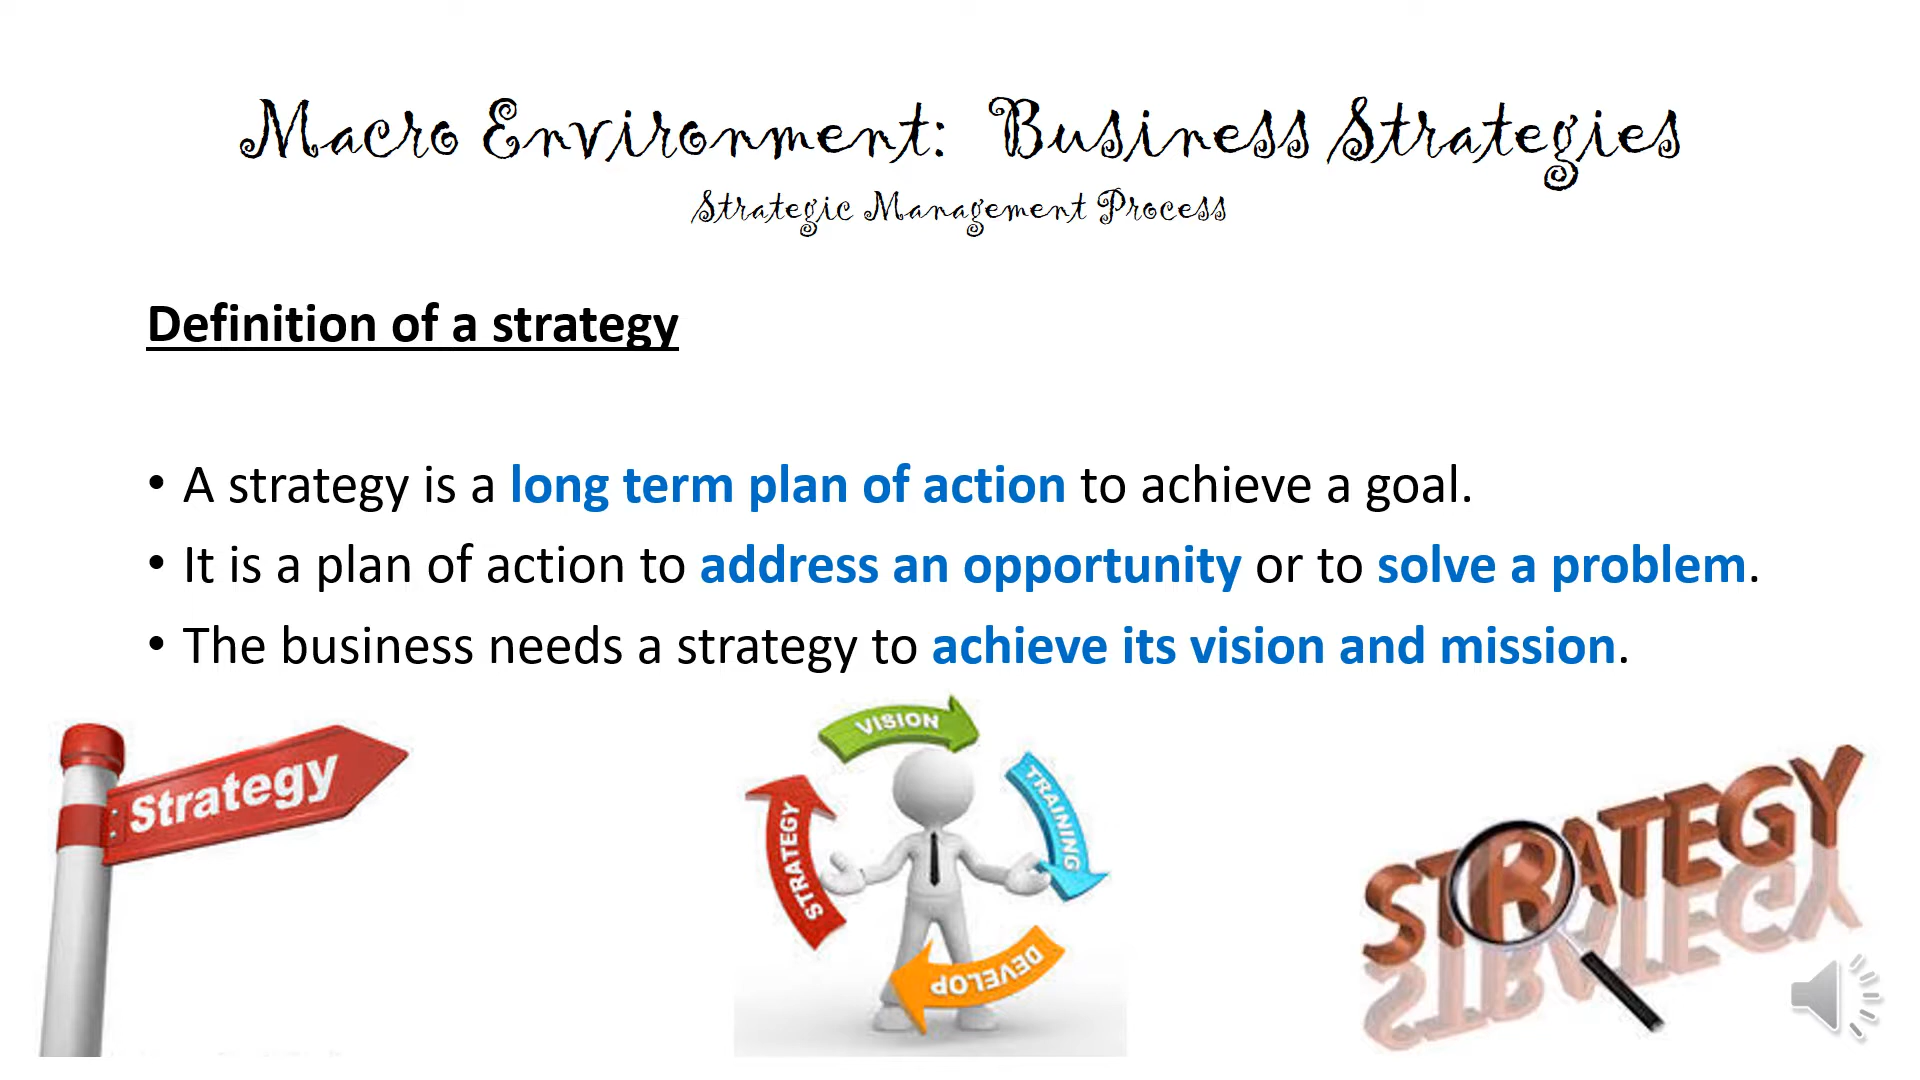 Macro Environment: Business Strategies
Strategic Management Process
Definition of a strategy
• A strategy is a long term plan of action to achieve a goal.
• It is a plan of action to address an opportunity or to solve a problem.
• The business needs a strategy to achieve its vision and mission.
Strategy
VISION
TRAINING
DEVELOP
STRATEGY
STRATEGY